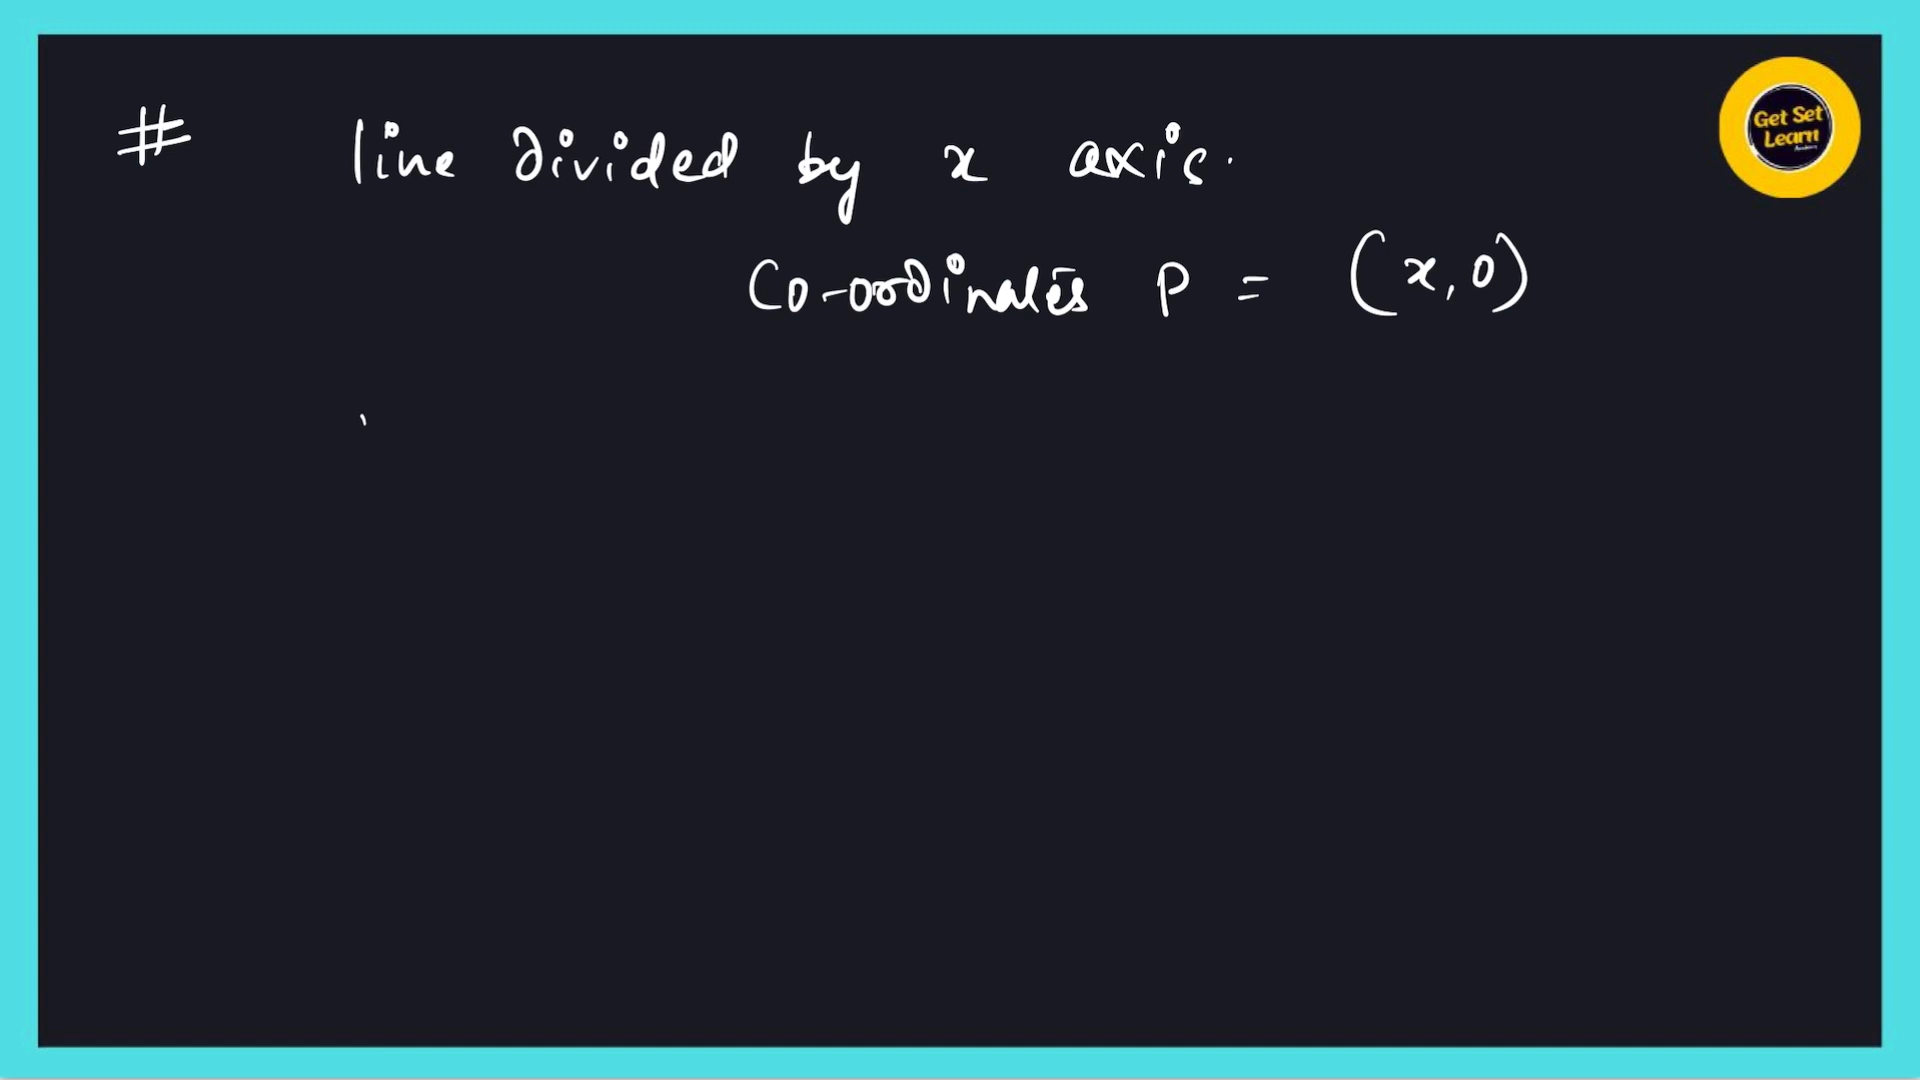 # line divided by x axis.
Co-ordinates P = (x, 0)
Get Set
Learn